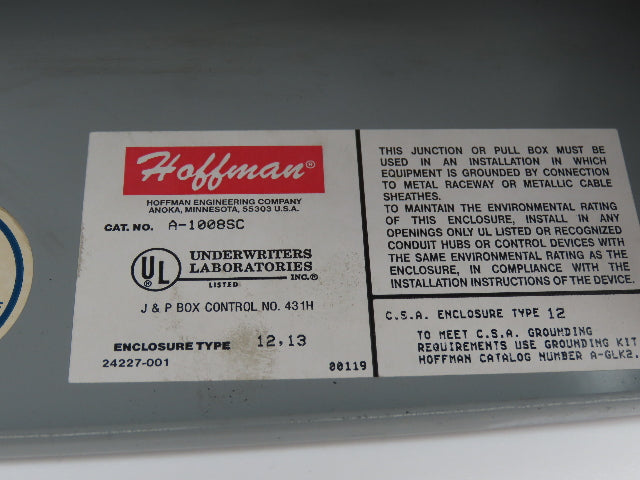 Hoffman®
HOFFMAN ENGINEERING COMPANY
ANOKA, MINNESOTA, 55303 U.S.A.
CAT. NO. A-1008SC
UL
UNDERWRITERS
LABORATORIES
INC.®
LISTED
J & P BOX CONTROL NO. 431H
ENCLOSURE TYPE 12,13
24227-001
00119
THIS JUNCTION OR PULL BOX MUST BE
USED IN AN INSTALLATION IN WHICH
EQUIPMENT IS GROUNDED BY CONNECTION
TO METAL RACEWAY OR METALLIC CABLE
SHEATHES.
TO MAINTAIN THE ENVIRONMENTAL RATING
OF THIS ENCLOSURE, INSTALL IN ANY
OPENINGS ONLY UL LISTED OR RECOGNIZED
CONDUIT HUBS OR CONTROL DEVICES WITH
THE SAME ENVIRONMENTAL RATING AS THE
ENCLOSURE, IN COMPLIANCE WITH THE
INSTALLATION INSTRUCTIONS OF THE DEVICE.
C.S.A. ENCLOSURE TYPE 12
TO MEET C.S.A. GROUNDING
REQUIREMENTS USE GROUNDING KIT
HOFFMAN CATALOG NUMBER A-GLK2.